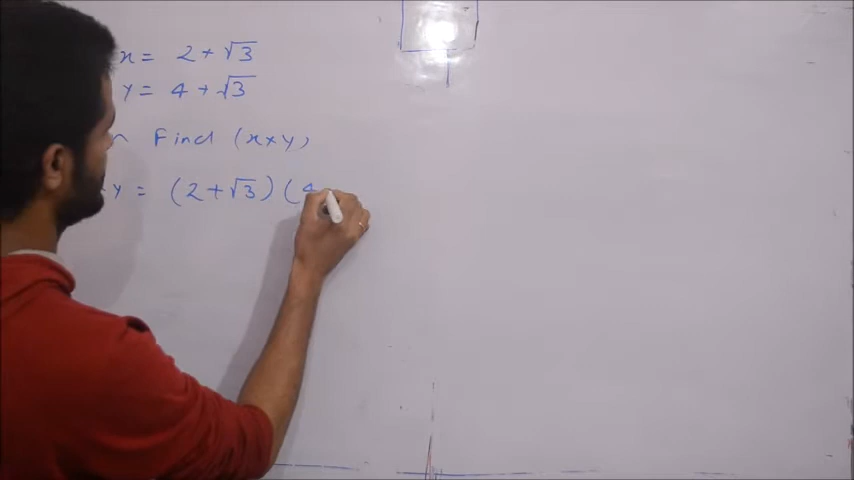 x = 2 + √3
y = 4 + √3
Find (x×y)
y = (2 + √3) (4